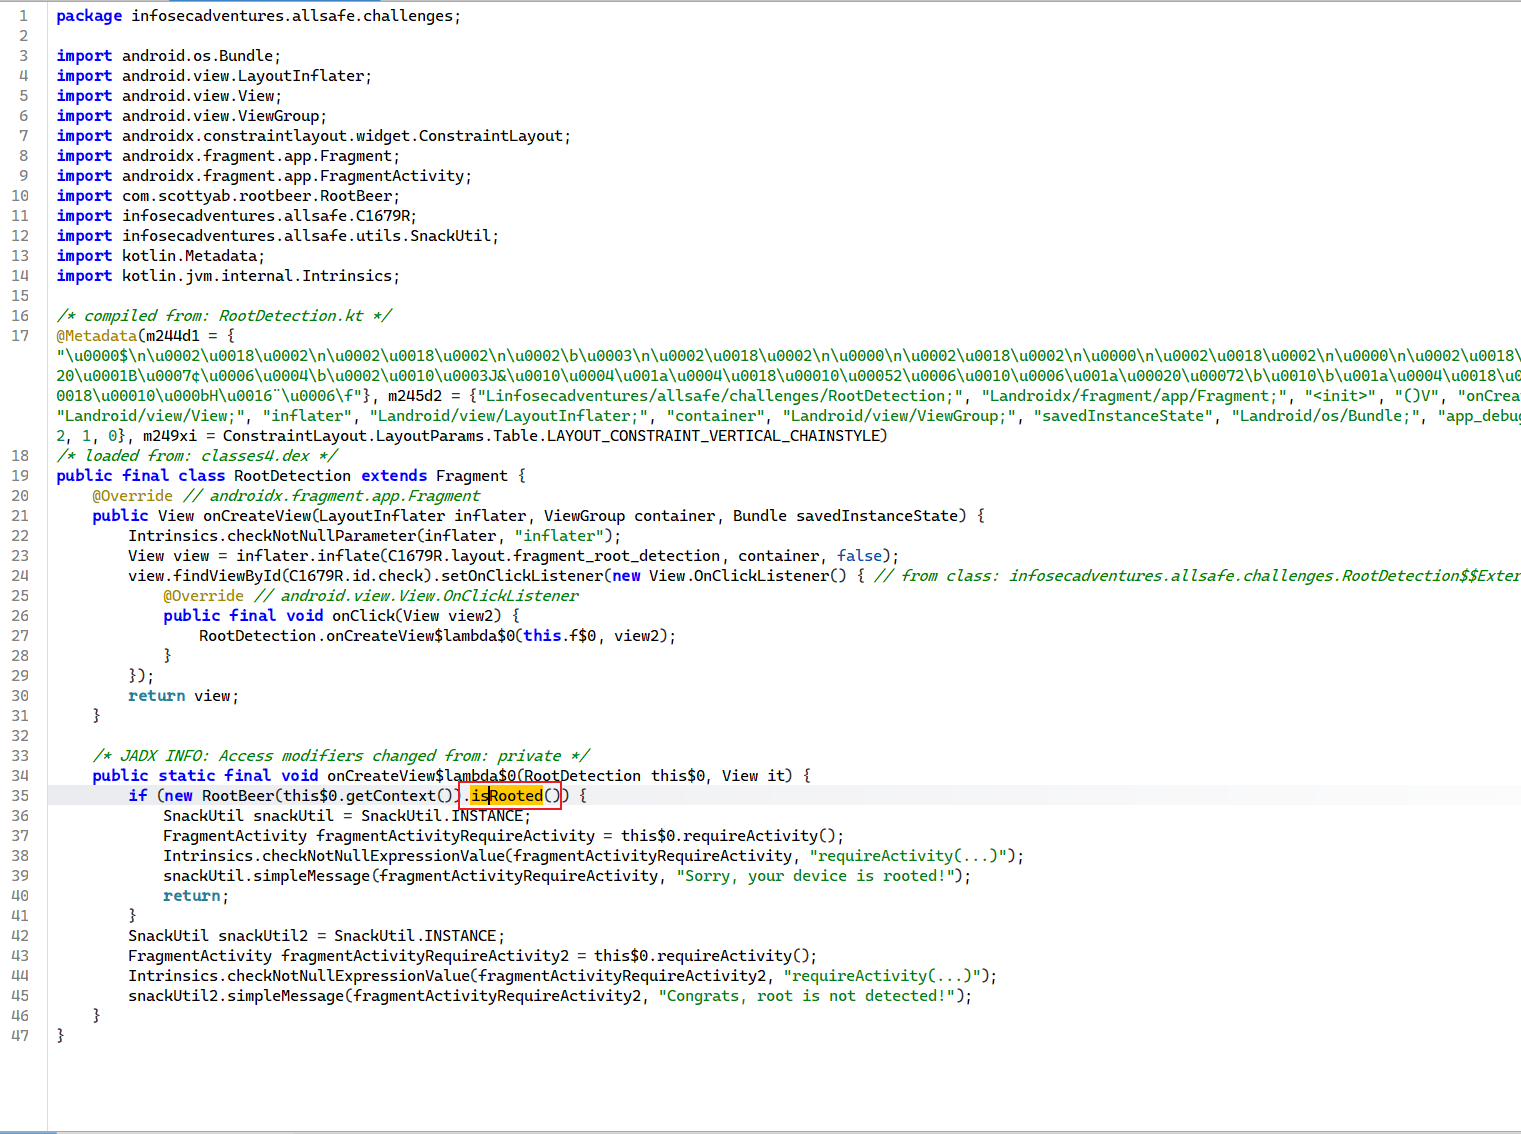 1 package infosecadventures.allsafe.challenges;
2
3 import android.os.Bundle;
4 import android.view.LayoutInflater;
5 import android.view.View;
6 import android.view.ViewGroup;
7 import androidx.constraintlayout.widget.ConstraintLayout;
8 import androidx.fragment.app.Fragment;
9 import androidx.fragment.app.FragmentActivity;
10 import com.scottyab.rootbeer.RootBeer;
11 import infosecadventures.allsafe.C1679R;
12 import infosecadventures.allsafe.utils.SnackUtil;
13 import kotlin.Metadata;
14 import kotlin.jvm.internal.Intrinsics;
15
16 /* compiled from: RootDetection.kt */
17 @Metadata(m244d1 = {
"\u0000$\n\u0002\u0018\u0002\n\u0002\u0018\u0002\n\u0002\b\u0003\n\u0002\u0018\u0002\n\u0000\n\u0002\u0018\u0002\n\u0000\n\u0002\u0018\u0002\n\u0000\n\u0002\u0018\
20\u0001B\u0007¢\u0006\u0004\b\u0002\u0010\u0003J&\u0010\u0004\u001a\u0004\u0018\u00010\u00052\u0006\u0010\u0006\u001a\u00020\u00072\b\u0010\b\u001a\u0004\u0018\u0
0018\u00010\u000bH\u0016¨\u0006\f"}, m245d2 = {"Linfosecadventures/allsafe/challenges/RootDetection;", "Landroidx/fragment/app/Fragment;", "<init>", "()V", "onCrea
"Landroid/view/View;", "inflater", "Landroid/view/LayoutInflater;", "container", "Landroid/view/ViewGroup;", "savedInstanceState", "Landroid/os/Bundle;", "app_debug
2, 1, 0}, m249xi = ConstraintLayout.LayoutParams.Table.LAYOUT_CONSTRAINT_VERTICAL_CHAINSTYLE)
18 /* loaded from: classes4.dex */
19 public final class RootDetection extends Fragment {
20 @Override // androidx.fragment.app.Fragment
21 public View onCreateView(LayoutInflater inflater, ViewGroup container, Bundle savedInstanceState) {
22 Intrinsics.checkNotNullParameter(inflater, "inflater");
23 View view = inflater.inflate(C1679R.layout.fragment_root_detection, container, false);
24 view.findViewById(C1679R.id.check).setOnClickListener(new View.OnClickListener() { // from class: infosecadventures.allsafe.challenges.RootDetection$$Exter
25 @Override // android.view.View.OnClickListener
26 public final void onClick(View view2) {
27 RootDetection.onCreateView$lambda$0(this.f$0, view2);
28 }
29 });
30 return view;
31 }
32
33 /* JADX INFO: Access modifiers changed from: private */
34 public static final void onCreateView$lambda$0(RootDetection this$0, View it) {
35 if (new RootBeer(this$0.getContext()).isRooted()) {
36 SnackUtil snackUtil = SnackUtil.INSTANCE;
37 FragmentActivity fragmentActivityRequireActivity = this$0.requireActivity();
38 Intrinsics.checkNotNullExpressionValue(fragmentActivityRequireActivity, "requireActivity(...)");
39 snackUtil.simpleMessage(fragmentActivityRequireActivity, "Sorry, your device is rooted!");
40 return;
41 }
42 SnackUtil snackUtil2 = SnackUtil.INSTANCE;
43 FragmentActivity fragmentActivityRequireActivity2 = this$0.requireActivity();
44 Intrinsics.checkNotNullExpressionValue(fragmentActivityRequireActivity2, "requireActivity(...)");
45 snackUtil2.simpleMessage(fragmentActivityRequireActivity2, "Congrats, root is not detected!");
46 }
47 }